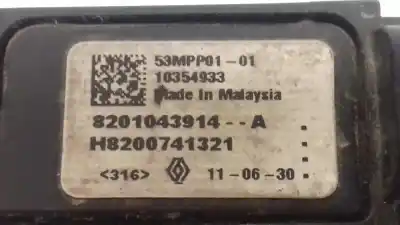 53MPP01-01
10354933
Made In Malaysia
8201043914--A
H8200741321
<316> 11-06-30